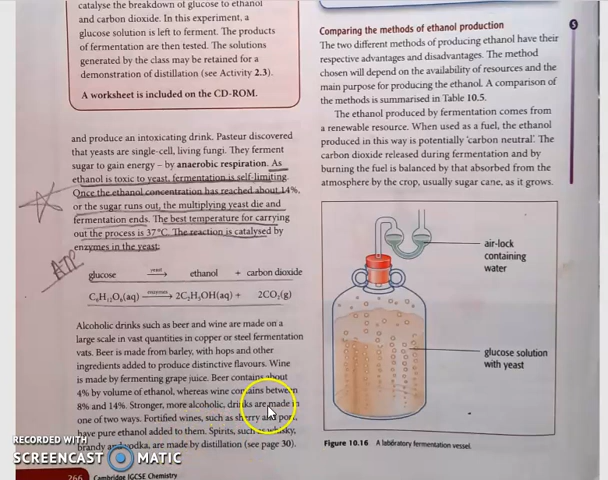 catalyse the breakdown of glucose to ethanol
and carbon dioxide. In this experiment, a
glucose solution is left to ferment. The products
of fermentation are then tested. The solutions
generated by the class may be retained for a
demonstration of distillation (see Activity 2.3).
A worksheet is included on the CD-ROM.
and produce an intoxicating drink. Pasteur discovered
that yeasts are single-cell, living fungi. They ferment
sugar to gain energy – by anaerobic respiration. As
ethanol is toxic to yeast, fermentation is self-limiting.
Once the ethanol concentration has reached about 14%,
or the sugar runs out, the multiplying yeast die and
fermentation ends. The best temperature for carrying
out the process is 37°C. The reaction is catalysed by
enzymes in the yeast:
ATP
glucose yeast → ethanol + carbon dioxide
C₆H₁₂O₆(aq) enzymes → 2C₂H₅OH(aq) + 2CO₂(g)
Alcoholic drinks such as beer and wine are made on a
large scale in vast quantities in copper or steel fermentation
vats. Beer is made from barley, with hops and other
ingredients added to produce distinctive flavours. Wine
is made by fermenting grape juice. Beer contains about
4% by volume of ethanol, whereas wine contains between
8% and 14%. Stronger, more alcoholic, drinks are made in
one of two ways. Fortified wines, such as sherry and port,
have pure ethanol added to them. Spirits, such as whisky,
brandy and vodka, are made by distillation (see page 30).
RECORDED WITH
SCREENCAST MATIC
266 Cambridge IGCSE Chemistry
Comparing the methods of ethanol production
S
The two different methods of producing ethanol have their
respective advantages and disadvantages. The method
chosen will depend on the availability of resources and the
main purpose for producing the ethanol. A comparison of
the methods is summarised in Table 10.5.
The ethanol produced by fermentation comes from
a renewable resource. When used as a fuel, the ethanol
produced in this way is potentially 'carbon neutral'. The
carbon dioxide released during fermentation and by
burning the fuel is balanced by that absorbed from the
atmosphere by the crop, usually sugar cane, as it grows.
air-lock
containing
water
glucose solution
with yeast
Figure 10.16 A laboratory fermentation vessel.